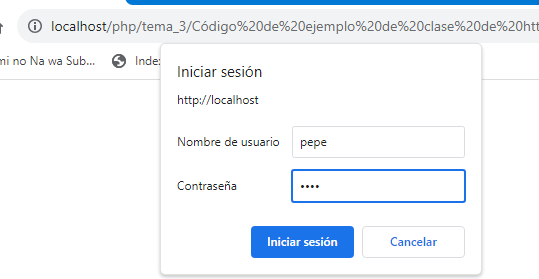 localhost/php/tema_3/Código%20de%20ejemplo%20de%20clase%20de%20htt
mi no Na wa Sub... Inde
Iniciar sesión
http://localhost
Nombre de usuario pepe
Contraseña ••••
Iniciar sesión Cancelar